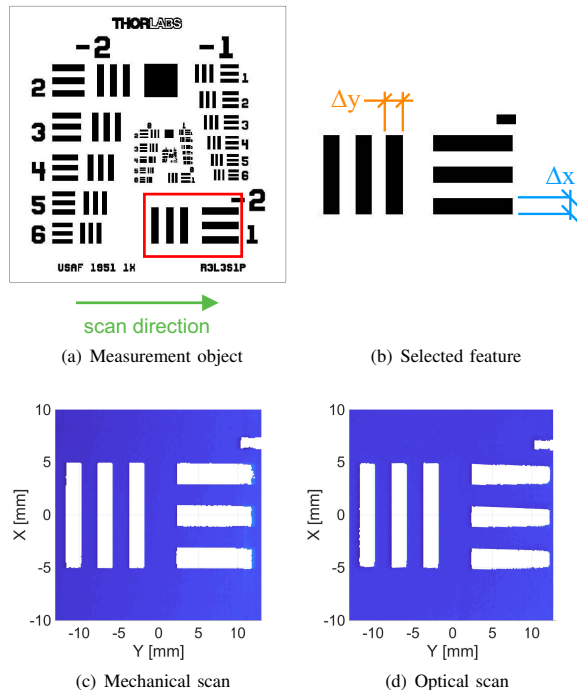 THORLABS
-2 -1
2 1
2
3 3
4 4
5 5
6 6
-2
1
USAF 1951 1X R3L3S1P
scan direction
(a) Measurement object
Δy
Δx
(b) Selected feature
10
5
0
-5
-10
X [mm]
-10 -5 0 5 10
Y [mm]
(c) Mechanical scan
10
5
0
-5
-10
X [mm]
-10 -5 0 5 10
Y [mm]
(d) Optical scan